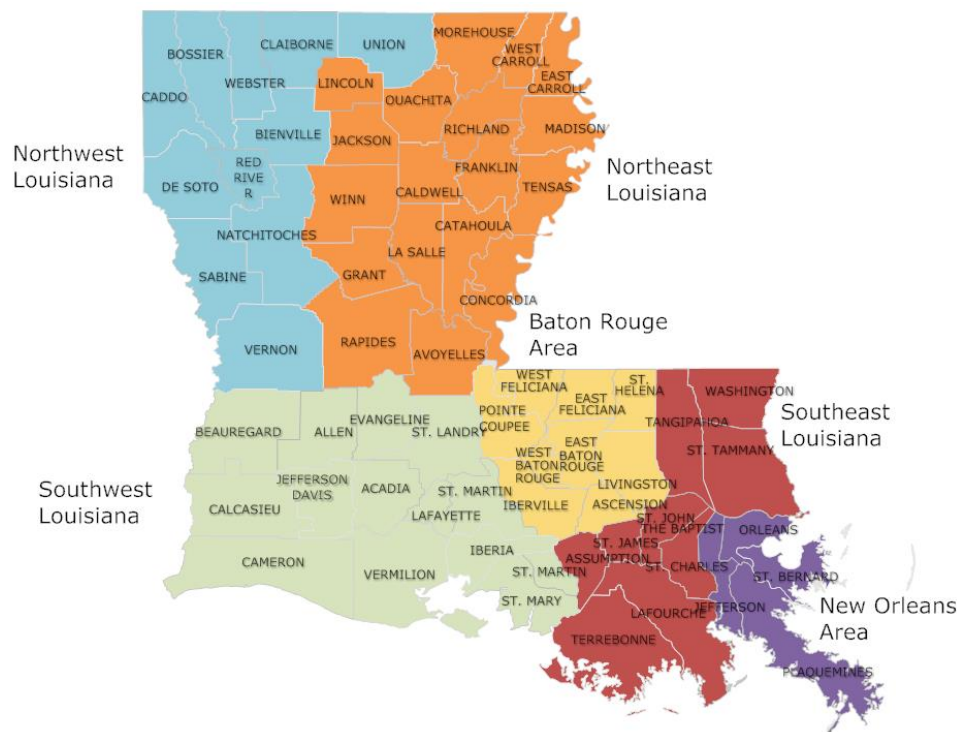 MOREHOUSE
CLAIBORNE
UNION
BOSSIER
WEST
CARROLL
WEBSTER
LINCOLN
EAST
CARROLL
CADDO
OUACHITA
BIENVILLE
JACKSON
RICHLAND
MADISON
Northwest
Louisiana
RED
RIVE
R
FRANKLIN
Northeast
Louisiana
DE SOTO
WINN
CALDWELL
TENSAS
NATCHITOCHES
CATAHOULA
SABINE
LA SALLE
GRANT
CONCORDIA
Baton Rouge
Area
VERNON
RAPIDES
AVOYELLES
WEST
FELICIANA
ST.
HELENA
WASHINGTON
EAST
FELICIANA
POINTE
COUPEE
TANGIPAHOA
Southeast
Louisiana
BEAUREGARD
ALLEN
EVANGELINE
ST. LANDRY
ST. TAMMANY
WEST
BATON
ROUGE
EAST
BATON
ROUGE
Southwest
Louisiana
JEFFERSON
DAVIS
ACADIA
ST. MARTIN
LIVINGSTON
CALCASIEU
LAFAYETTE
IBERVILLE
ASCENSION
ST. JOHN
THE BAPTIST
ORLEANS
CAMERON
IBERIA
ST. JAMES
ASSUMPTION
VERMILION
ST. MARTIN
ST. CHARLES
ST. BERNARD
ST. MARY
LAFOURCHE
JEFFERSON
New Orleans
Area
TERREBONNE
PLAQUEMINES